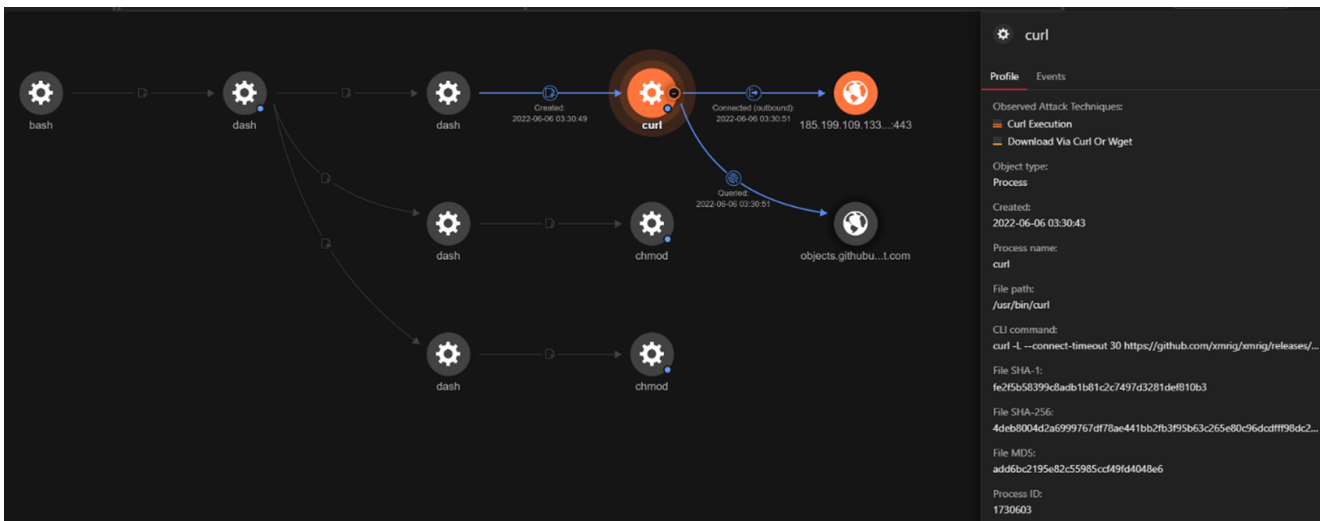 bash
dash
dash
Created:
2022-06-06 03:30:49
curl
Connected (outbound):
2022-06-06 03:30:51
185.199.109.133...:443
Queried:
2022-06-06 03:30:51
dash
chmod
objects.githubu...t.com
dash
chmod
curl
Profile Events
Observed Attack Techniques:
Curl Execution
Download Via Curl Or Wget
Object type:
Process
Created:
2022-06-06 03:30:43
Process name:
curl
File path:
/usr/bin/curl
CLI command:
curl -L --connect-timeout 30 https://github.com/xmrig/xmrig/releases/...
File SHA-1:
fe2f5b58399c8adb1b81c2c7497d3281def810b3
File SHA-256:
4deb8004d2a6999767df78ae441bb2fb3f95b63c265e80c96dcdfff98dc2...
File MD5:
add6bc2195e82c55985ccf49fd4048e6
Process ID:
1730603